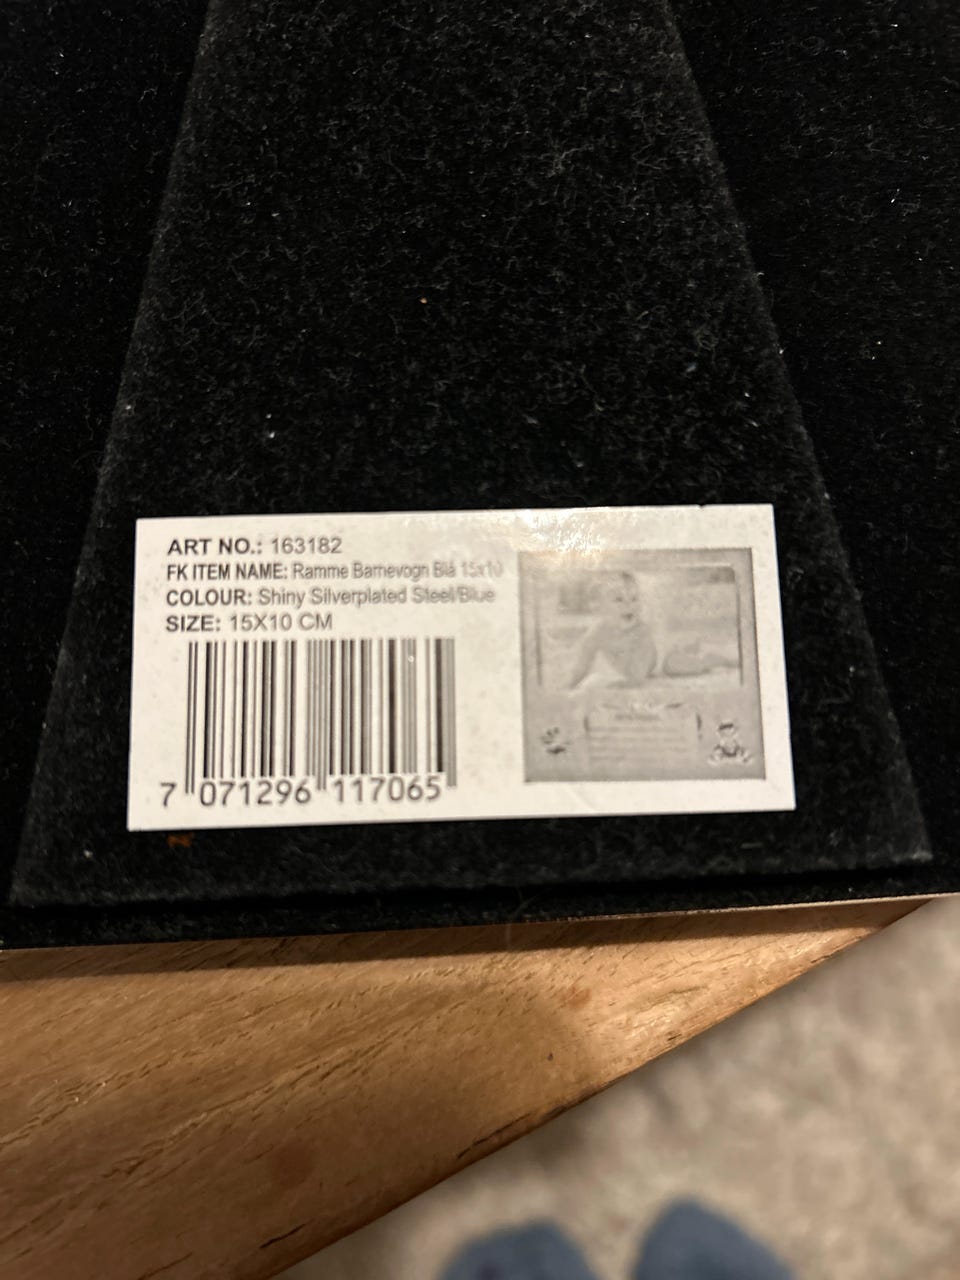 ART NO.: 163182
FK ITEM NAME: Ramme Barnevogn Blå 15x10
COLOUR: Shiny Silverplated Steel/Blue
SIZE: 15X10 CM
7 071296 117065